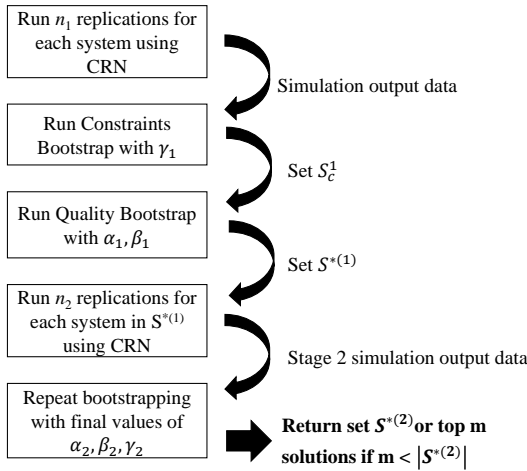 Run n₁ replications for
each system using
CRN
Simulation output data
Run Constraints
Bootstrap with γ₁
Set S_c^1
Run Quality Bootstrap
with α₁, β₁
Set S*⁽¹⁾
Run n₂ replications for
each system in S*⁽¹⁾
using CRN
Stage 2 simulation output data
Repeat bootstrapping
with final values of
α₂, β₂, γ₂
Return set S*⁽²⁾ or top m
solutions if m < |S*⁽²⁾|